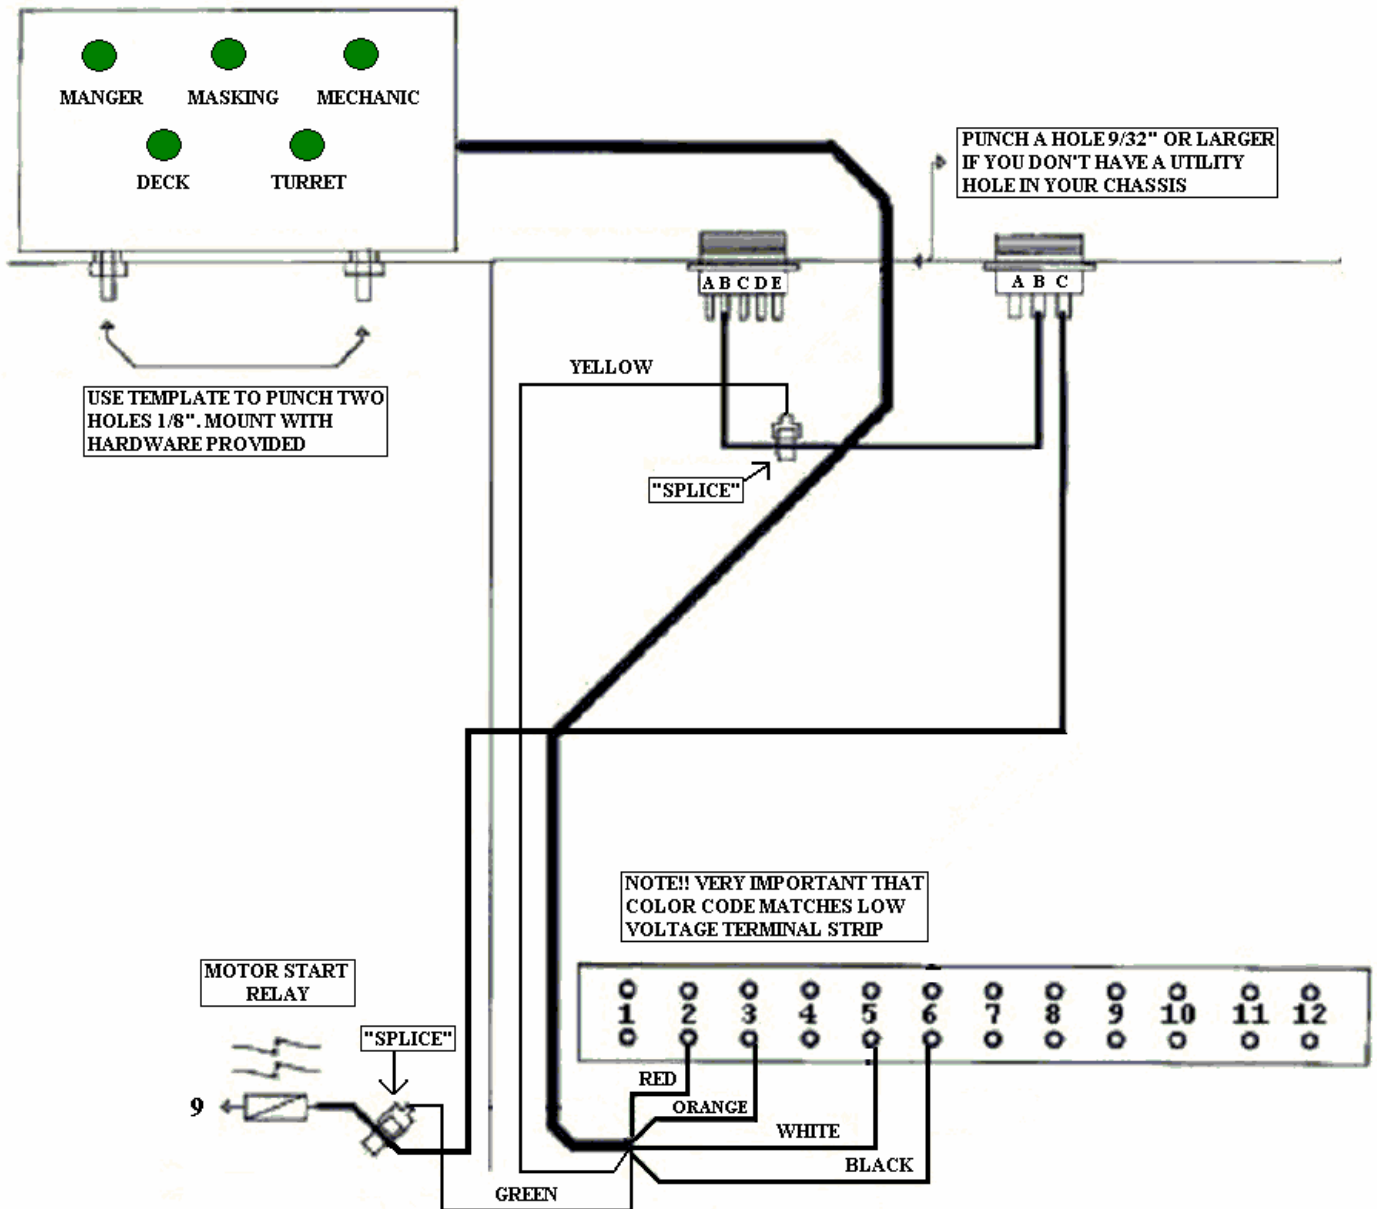 MANGER MASKING MECHANIC
DECK TURRET
PUNCH A HOLE 9/32" OR LARGER
IF YOU DON'T HAVE A UTILITY
HOLE IN YOUR CHASSIS
A B C D E
A B C
YELLOW
USE TEMPLATE TO PUNCH TWO
HOLES 1/8". MOUNT WITH
HARDWARE PROVIDED
"SPLICE"
NOTE!! VERY IMPORTANT THAT
COLOR CODE MATCHES LOW
VOLTAGE TERMINAL STRIP
MOTOR START
RELAY
1 2 3 4 5 6 7 8 9 10 11 12
"SPLICE"
RED
9
ORANGE
WHITE
BLACK
GREEN